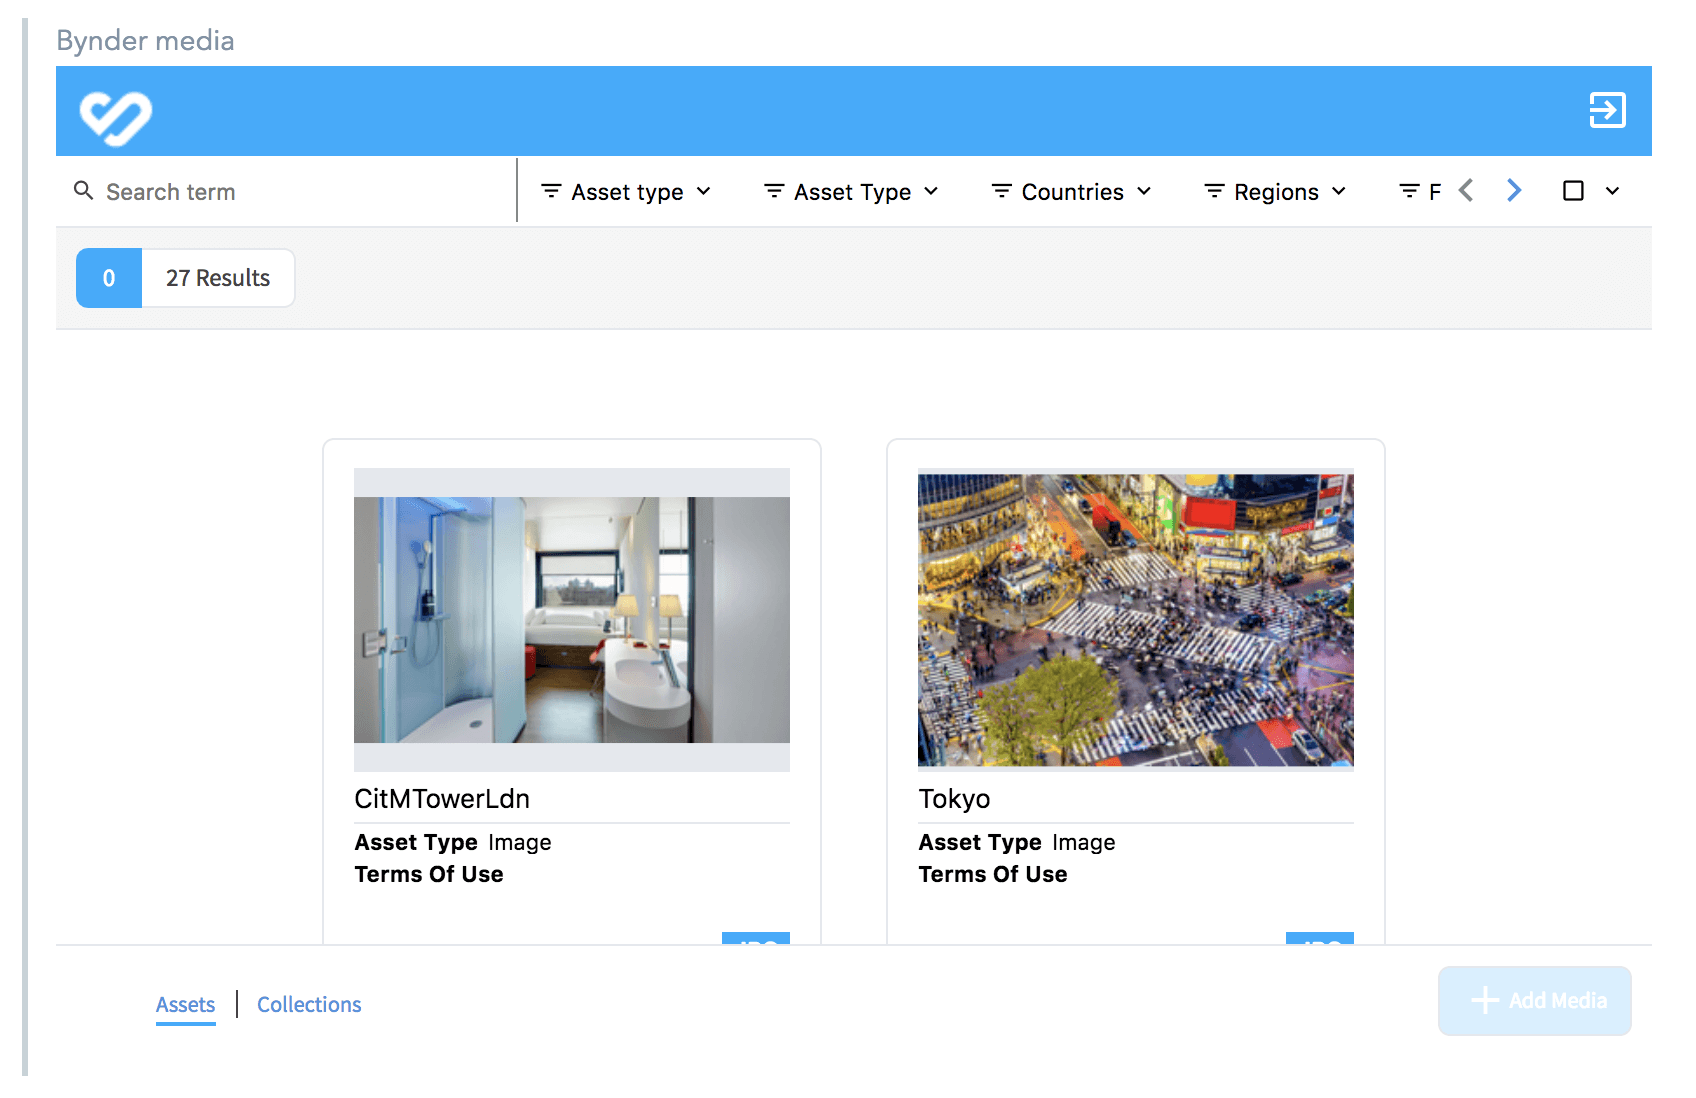 Bynder media
Search term
Asset type
Asset Type
Countries
Regions
F
0
27 Results
CitMTowerLdn
Asset Type Image
Terms Of Use
Tokyo
Asset Type Image
Terms Of Use
Assets | Collections
Add Media